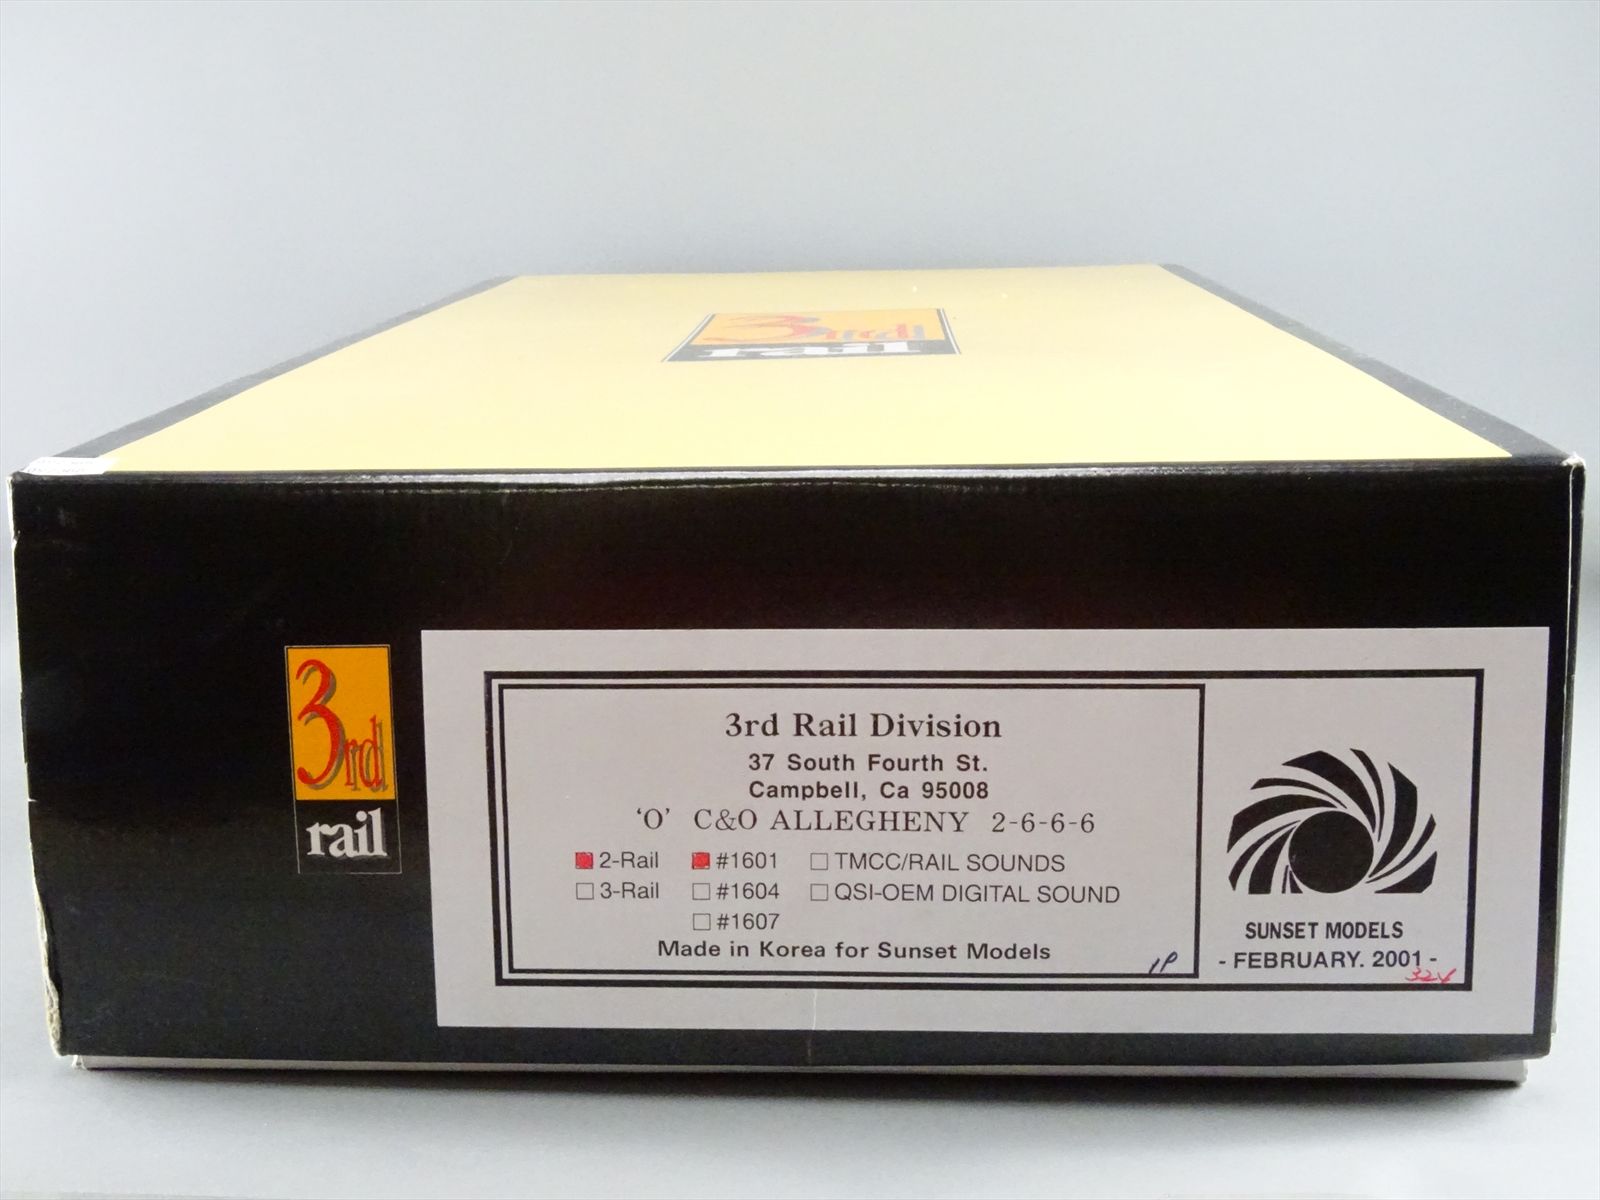 3rd
rail
3rd
rail
3rd Rail Division
37 South Fourth St.
Campbell, Ca 95008
'O' C&O ALLEGHENY 2-6-6-6
2-Rail #1601 TMCC/RAIL SOUNDS
3-Rail #1604 QSI-OEM DIGITAL SOUND
#1607
Made in Korea for Sunset Models
1P
SUNSET MODELS
- FEBRUARY. 2001 -
324